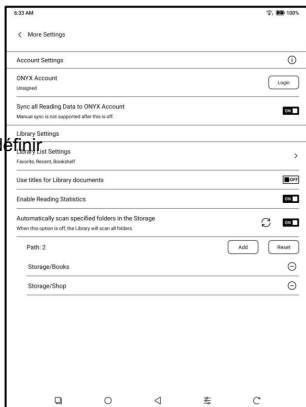 6:33 AM 100%
More Settings
Account Settings
ONYX Account
Login
Unsigned
Sync all Reading Data to ONYX Account
ON
Manual sync is not supported after this is off.
Library Settings
éfinir
Library List Settings
Favorite, Recent, Bookshelf
Use titles for Library documents
OFF
Enable Reading Statistics
ON
Automatically scan specified folders in the Storage
ON
When this option is off, the Library will scan all folders.
Path: 2
Add Reset
Storage/Books
Storage/Shop